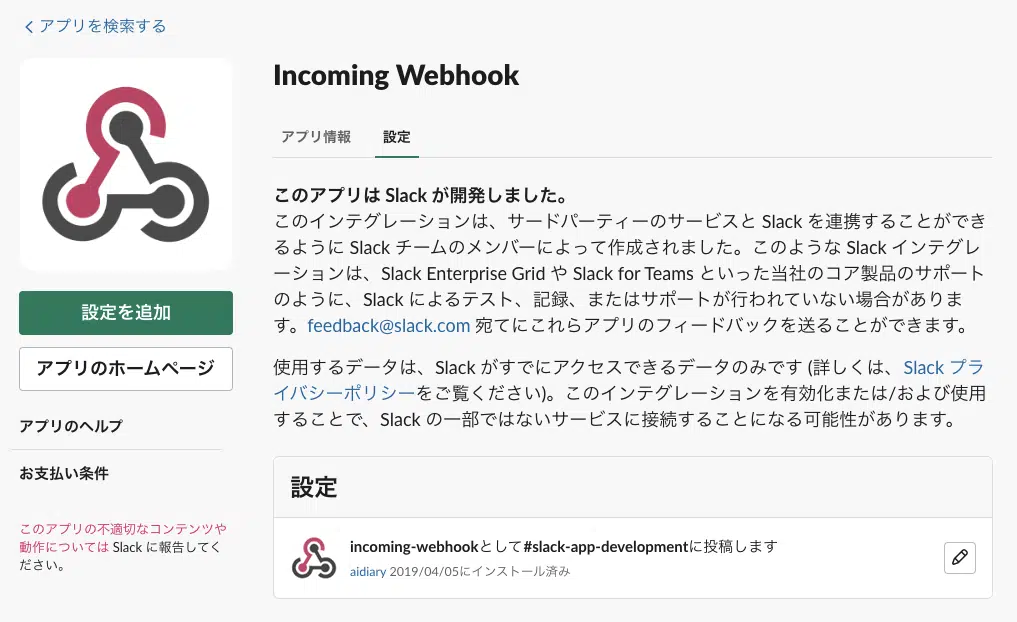 アプリを検索する
Incoming Webhook
アプリ情報
設定
このアプリは Slack が開発しました。
このインテグレーションは、サードパーティーのサービスと Slack を連携することができ
るように Slack チームのメンバーによって作成されました。このような Slack インテグレ
ーションは、Slack Enterprise Grid や Slack for Teams といった当社のコア製品のサポート
のように、Slack によるテスト、記録、またはサポートが行われていない場合がありま
す。feedback@slack.com 宛てにこれらアプリのフィードバックを送ることができます。
使用するデータは、Slack がすでにアクセスできるデータのみです (詳しくは、Slack プラ
イバシーポリシーをご覧ください)。このインテグレーションを有効化または/および使用
することで、Slack の一部ではないサービスに接続することになる可能性があります。
設定を追加
アプリのホームページ
アプリのヘルプ
お支払い条件
このアプリの不適切なコンテンツや
動作については Slack に報告してく
ださい。
設定
incoming-webhookとして#slack-app-developmentに投稿します
aidiary 2019/04/05にインストール済み